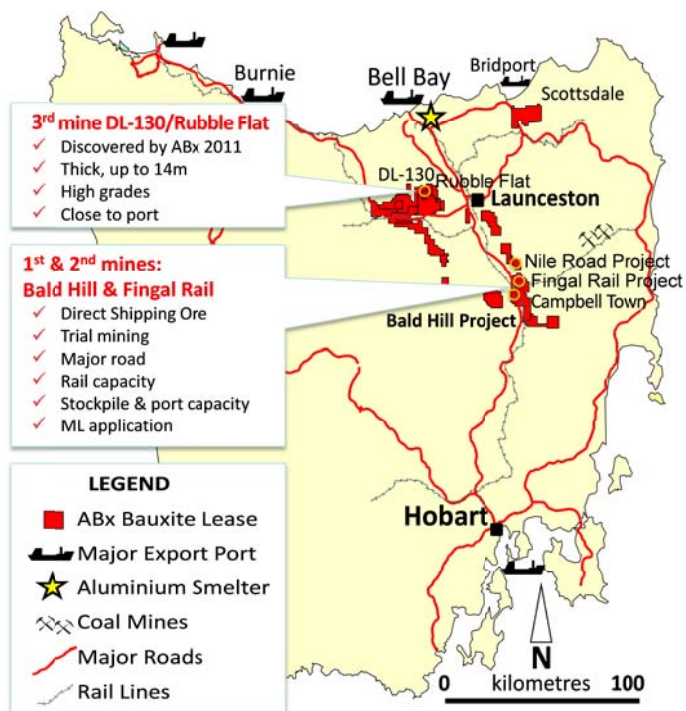 Burnie
Bell Bay
Bridport
Scottsdale
3rd mine DL-130/Rubble Flat
✓ Discovered by ABx 2011
✓ Thick, up to 14m
✓ High grades
✓ Close to port
DL-130
Rubble Flat
Launceston
1st & 2nd mines:
Bald Hill & Fingal Rail
✓ Direct Shipping Ore
✓ Trial mining
✓ Major road
✓ Rail capacity
✓ Stockpile & port capacity
✓ ML application
Nile Road Project
Fingal Rail Project
Campbell Town
Bald Hill Project
LEGEND
ABx Bauxite Lease
Major Export Port
Aluminium Smelter
Coal Mines
Major Roads
Rail Lines
Hobart
N
0 kilometres 100